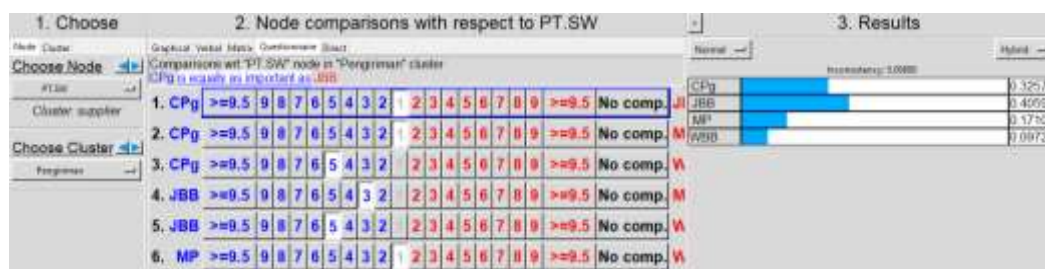 1. Choose
2. Node comparisons with respect to PT.SW
3. Results
Node Cluster
Graphical Verbal Matrix Questionnaire Direct
Choose Node
Comparisons wrt "PT.SW" node in "Pengiriman" cluster
CPg is equally as important as JBB
PT.SW
Cluster: supplier
Choose Cluster
Pengiriman
1. CPg >=9.5 9 8 7 6 5 4 3 2 1 2 3 4 5 6 7 8 9 >=9.5 No comp. JI
2. CPg >=9.5 9 8 7 6 5 4 3 2 1 2 3 4 5 6 7 8 9 >=9.5 No comp. M
3. CPg >=9.5 9 8 7 6 5 4 3 2 2 3 4 5 6 7 8 9 >=9.5 No comp. W
4. JBB >=9.5 9 8 7 6 5 4 3 2 2 3 4 5 6 7 8 9 >=9.5 No comp. M
5. JBB >=9.5 9 8 7 6 5 4 3 2 2 3 4 5 6 7 8 9 >=9.5 No comp. W
6. MP >=9.5 9 8 7 6 5 4 3 2 1 2 3 4 5 6 7 8 9 >=9.5 No comp. W
Normal
Hybrid
Inconsistency:
CPg 0.3257
JBB 0.4059
MP 0.1710
WBB 0.0973